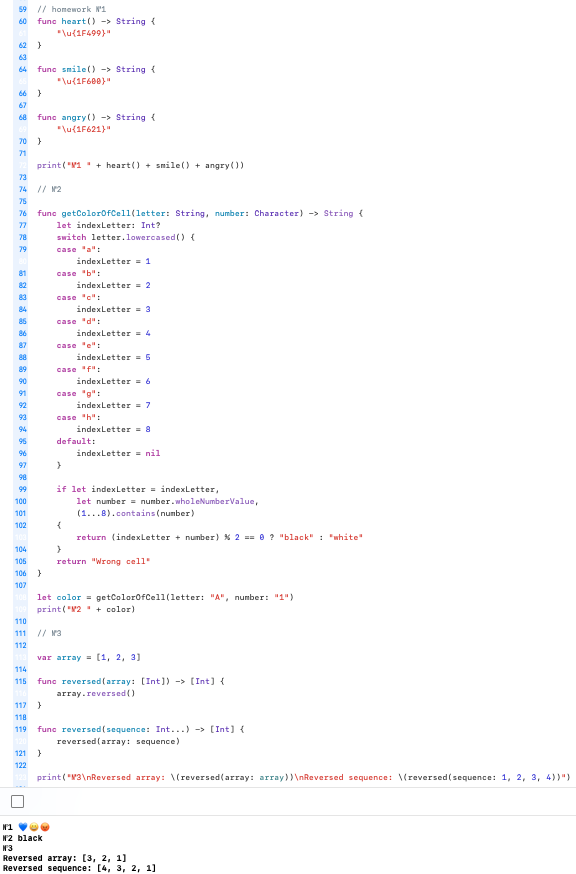 59 // homework №1
60 func heart() -> String {
"\u{1F499}"
62 }
63
64 func smile() -> String {
"\u{1F600}"
66 }
67
68 func angry() -> String {
"\u{1F621}"
70 }
71
print("№1 " + heart() + smile() + angry())
73
74 // №2
75
76 func getColorOfCell(letter: String, number: Character) -> String {
77 let indexLetter: Int?
78 switch letter.lowercased() {
79 case "a":
indexLetter = 1
81 case "b":
82 indexLetter = 2
83 case "c":
84 indexLetter = 3
85 case "d":
86 indexLetter = 4
87 case "e":
88 indexLetter = 5
89 case "f":
90 indexLetter = 6
91 case "g":
92 indexLetter = 7
93 case "h":
94 indexLetter = 8
95 default:
96 indexLetter = nil
97 }
98
99 if let indexLetter = indexLetter,
100 let number = number.wholeNumberValue,
101 (1...8).contains(number)
102 {
return (indexLetter + number) % 2 == 0 ? "black" : "white"
104 }
105 return "Wrong cell"
106 }
107
let color = getColorOfCell(letter: "A", number: "1")
print("№2 " + color)
110
111 // №3
112
var array = [1, 2, 3]
114
115 func reversed(array: [Int]) -> [Int] {
array.reversed()
117 }
118
119 func reversed(sequence: Int...) -> [Int] {
reversed(array: sequence)
121 }
122
print("№3\nReversed array: \(reversed(array: array))\nReversed sequence: \(reversed(sequence: 1, 2, 3, 4))")
№1 💙😀😡
№2 black
№3
Reversed array: [3, 2, 1]
Reversed sequence: [4, 3, 2, 1]